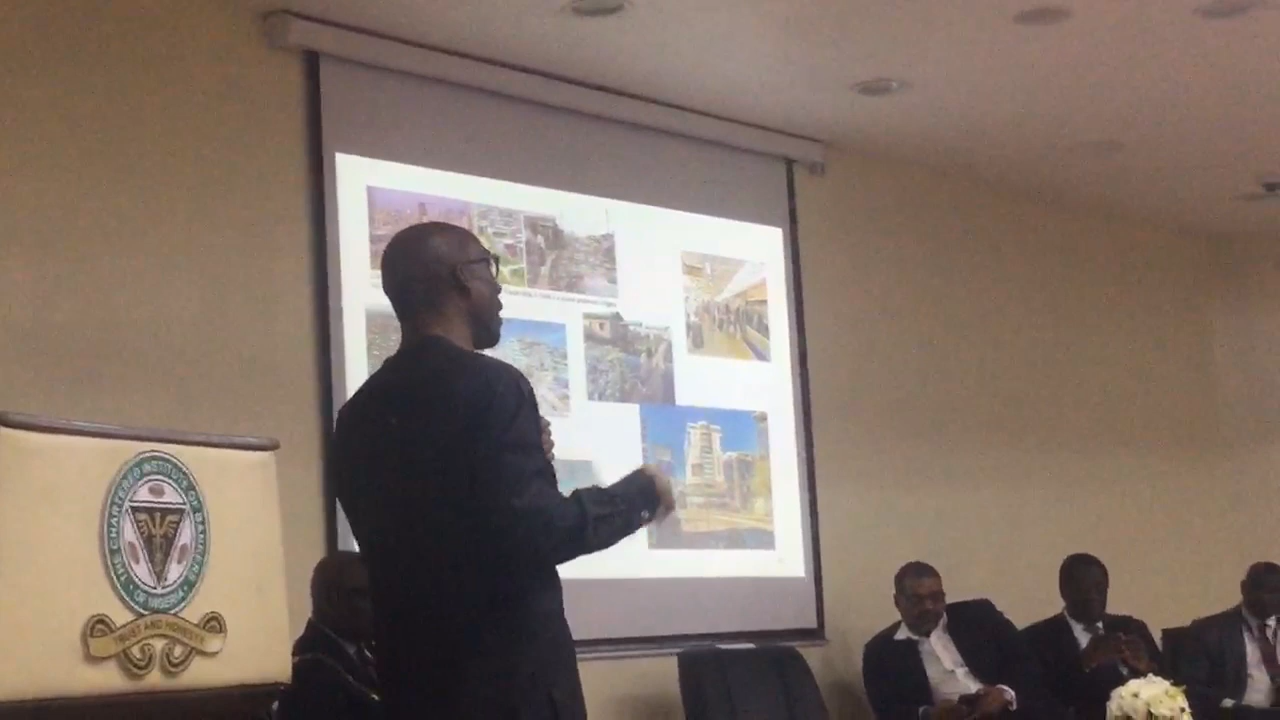 THE CHARTERED INSTITUTE OF BANKERS
OF NIGERIA
TRUST AND HONESTY